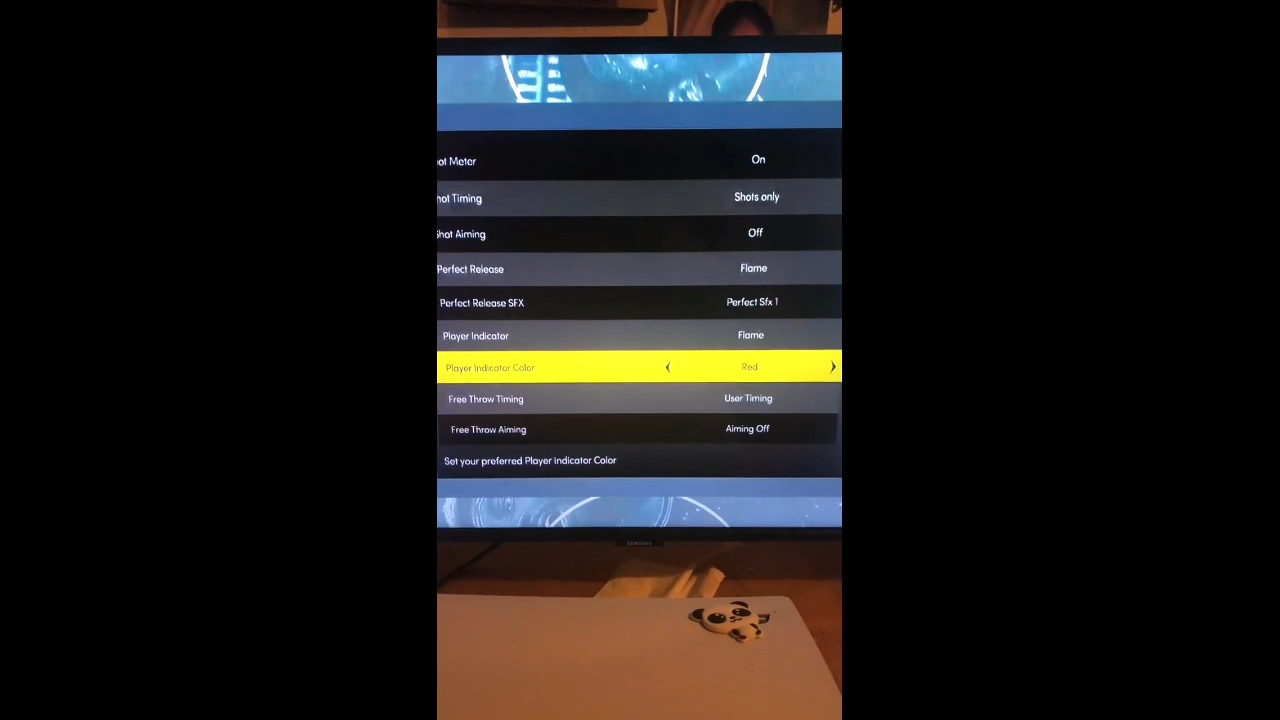 ot Meter On
hot Timing Shots only
Shot Aiming Off
Perfect Release Flame
Perfect Release SFX Perfect Sfx 1
Player Indicator Flame
Player Indicator Color Red
Free Throw Timing User Timing
Free Throw Aiming Aiming Off
Set your preferred Player Indicator Color
SAMSUNG